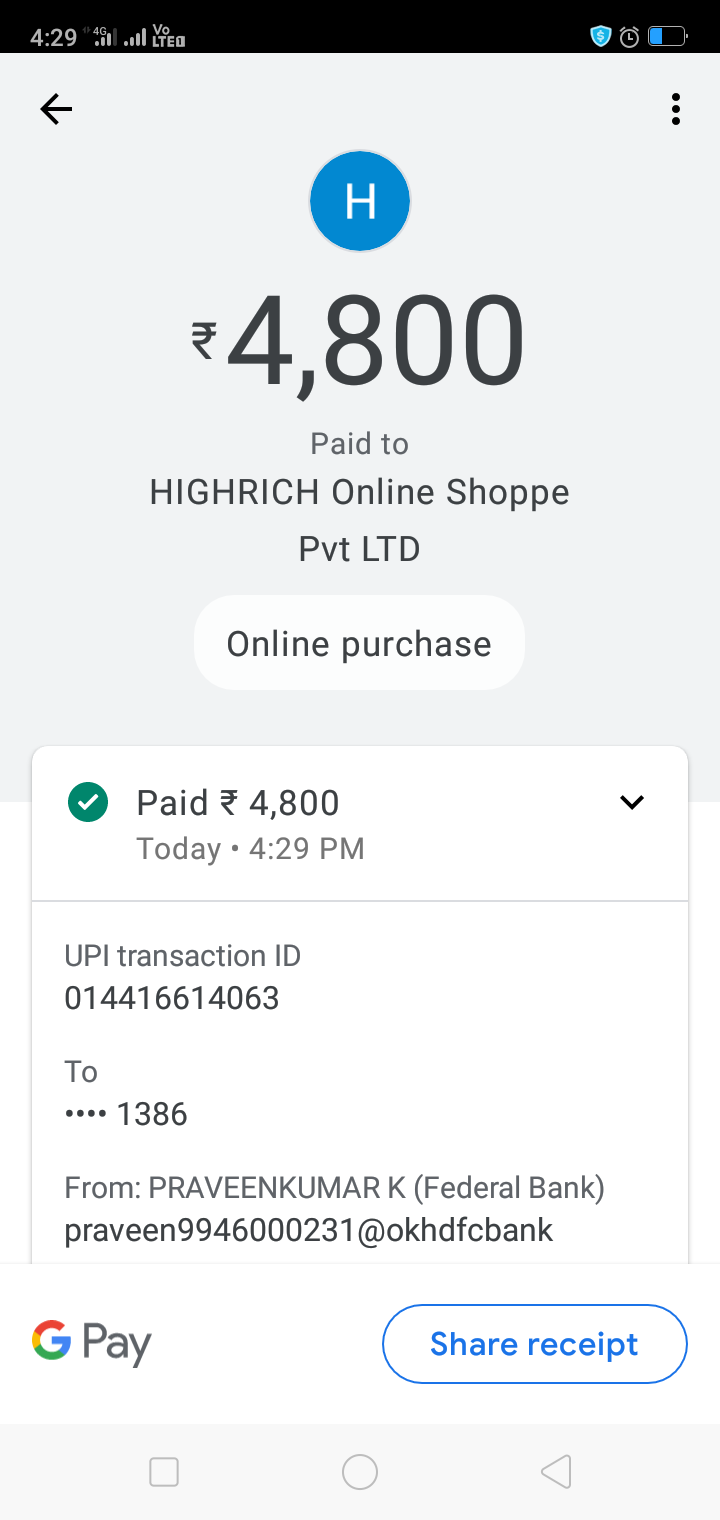 4:29 4G Vo LTE1
H
₹4,800
Paid to
HIGHRICH Online Shoppe
Pvt LTD
Online purchase
Paid ₹ 4,800
Today • 4:29 PM
UPI transaction ID
014416614063
To
•••• 1386
From: PRAVEENKUMAR K (Federal Bank)
praveen9946000231@okhdfcbank
G Pay
Share receipt